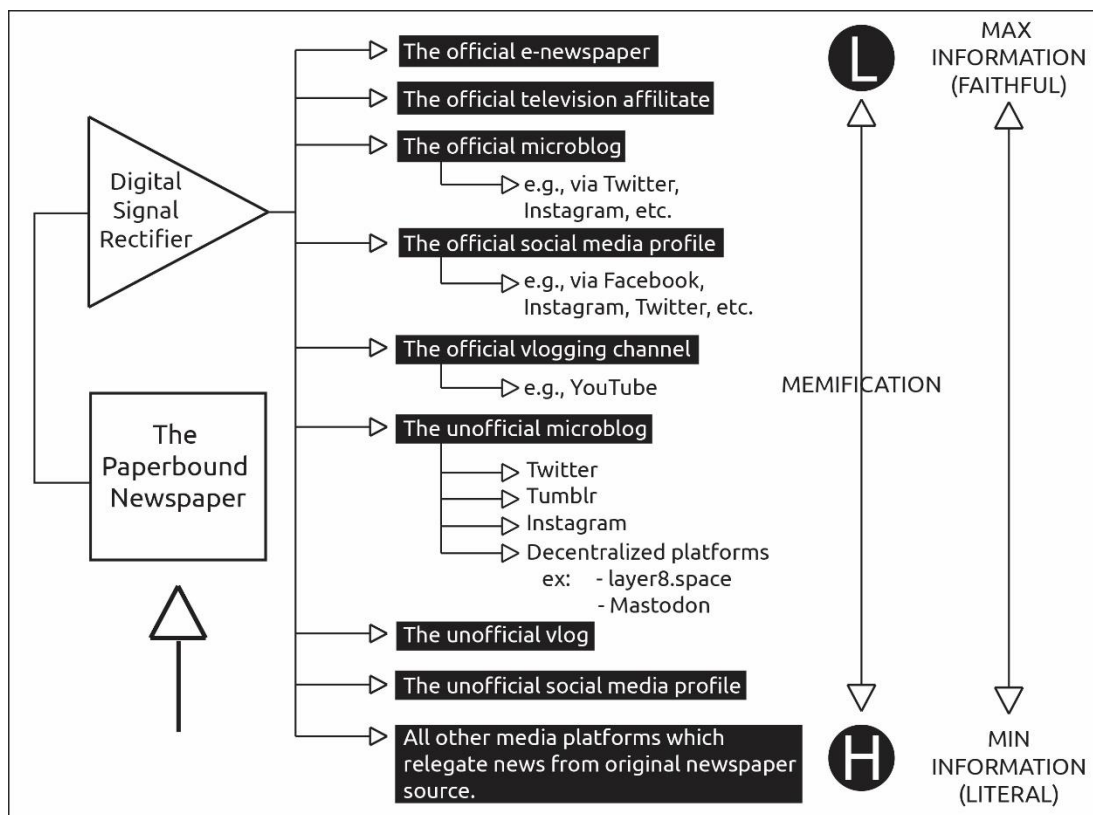 Digital
Signal
Rectifier
The
Paperbound
Newspaper
The official e-newspaper
The official television affilitate
The official microblog
e.g., via Twitter,
Instagram, etc.
The official social media profile
e.g., via Facebook,
Instagram, Twitter, etc.
The official vlogging channel
e.g., YouTube
The unofficial microblog
Twitter
Tumblr
Instagram
Decentralized platforms
ex: - layer8.space
- Mastodon
The unofficial vlog
The unofficial social media profile
All other media platforms which
relegate news from original newspaper
source.
L
MEMIFICATION
H
MAX
INFORMATION
(FAITHFUL)
MIN
INFORMATION
(LITERAL)